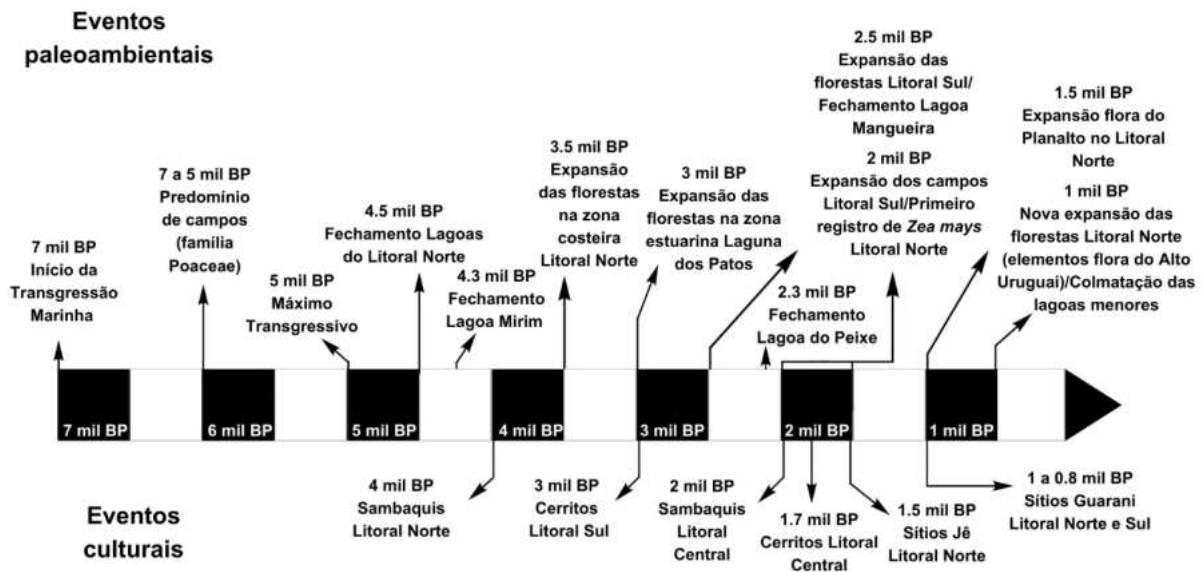 Eventos
paleoambientais
7 mil BP
Início da
Transgressão
Marinha
7 a 5 mil BP
Predomínio
de campos
(família
Poaceae)
5 mil BP
Máximo
Transgressivo
4.5 mil BP
Fechamento Lagoas
do Litoral Norte
4.3 mil BP
Fechamento
Lagoa Mirim
3.5 mil BP
Expansão
das florestas
na zona
costeira
Litoral Norte
3 mil BP
Expansão das
florestas na zona
estuarina Laguna
dos Patos
2.5 mil BP
Expansão das
florestas Litoral Sul/
Fechamento Lagoa
Mangueira
2.3 mil BP
Fechamento
Lagoa do Peixe
2 mil BP
Expansão dos campos
Litoral Sul/Primeiro
registro de Zea mays
Litoral Norte
1.5 mil BP
Expansão flora do
Planalto no Litoral
Norte
1 mil BP
Nova expansão das
florestas Litoral Norte
(elementos flora do Alto
Uruguai)/Colmatação das
lagoas menores
7 mil BP
6 mil BP
5 mil BP
4 mil BP
3 mil BP
2 mil BP
1 mil BP
Eventos
culturais
4 mil BP
Sambaquis
Litoral Norte
3 mil BP
Cerritos
Litoral Sul
2 mil BP
Sambaquis
Litoral
Central
1.7 mil BP
Cerritos Litoral
Central
1.5 mil BP
Sítios Jê
Litoral Norte
1 a 0.8 mil BP
Sítios Guarani
Litoral Norte e Sul